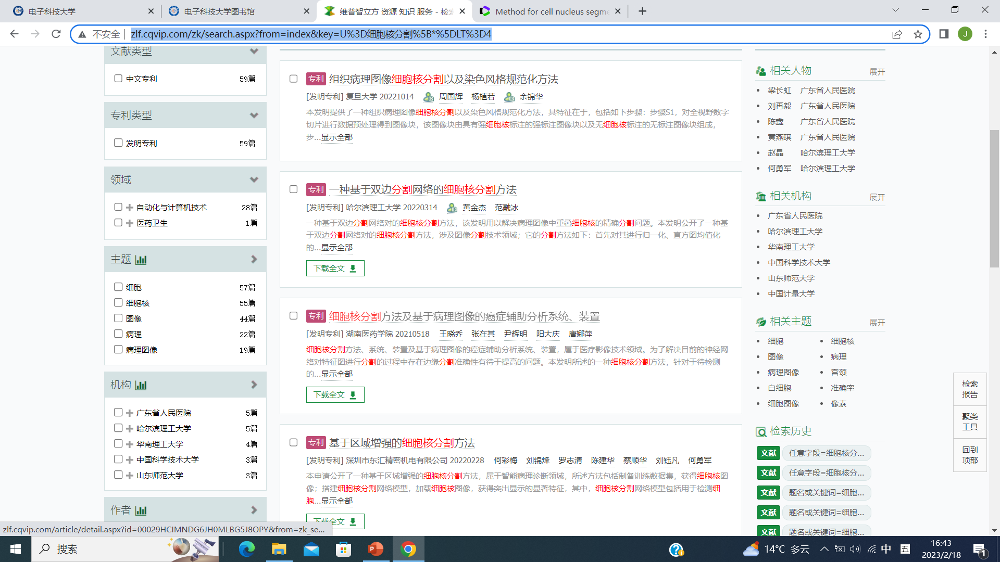 电子科技大学
电子科技大学图书馆
维普智立方 资源 知识 服务 - 检索
Method for cell nucleus segme
不安全
zlf.cqvip.com/zk/search.aspx?from=index&key=U%3D细胞核分割%5B*%5DLT%3D4
J
文献类型
中文专利 59篇
专利类型
发明专利 59篇
领域
自动化与计算机技术 28篇
医药卫生 1篇
主题
细胞 57篇
细胞核 55篇
图像 44篇
病理 22篇
病理图像 19篇
机构
广东省人民医院 5篇
哈尔滨理工大学 5篇
华南理工大学 4篇
中国科学技术大学 3篇
山东师范大学 3篇
作者
专利 组织病理图像细胞核分割以及染色风格规范化方法
[发明专利] 复旦大学 20221014 周国辉 杨植若 余锦华
本发明提供了一种组织病理图像细胞核分割以及染色风格规范化方法，其特征在于，包括如下步骤：步骤S1，对全视野数字
切片进行数据预处理得到图像块，该图像块由具有强细胞核标注的强标注图像块以及无细胞核标注的无标注图像块组成，
步...显示全部
专利 一种基于双边分割网络的细胞核分割方法
[发明专利] 哈尔滨理工大学 20220314 黄金杰 范融冰
一种基于双边分割网络对的细胞核分割方法，该发明用以解决病理图像中重叠细胞核的精确分割问题。本发明公开了一种基
于双边分割网络对的细胞核分割方法，涉及图像分割技术领域；它的分割方法如下：首先对其进行归一化、直方图均值化
的...显示全部
下载全文
专利 细胞核分割方法及基于病理图像的癌症辅助分析系统、装置
[发明专利] 湖南医药学院 20210518 王晓乔 张在其 尹辉明 阳大庆 唐娜萍
细胞核分割方法、系统、装置及基于病理图像的癌症辅助分析系统、装置，属于医疗影像技术领域。为了解决目前的神经网
络对特征图进行分割的过程中存在边缘分割准确性有待于提高的问题。本发明所述的一种细胞核分割方法，针对于待检测
的...显示全部
下载全文
专利 基于区域增强的细胞核分割方法
[发明专利] 深圳市东汇精密机电有限公司 20220228 何彩梅 刘锦烽 罗志清 陈建华 蔡顺华 刘钰凡 何勇军
本申请公开了一种基于区域增强的细胞核分割方法，属于智能病理诊断领域，所述方法包括制备训练数据集，获得细胞核图
像；搭建细胞核分割网络模型，加载细胞核图像，获得突出显示的显著特征，其中，细胞核分割网络模型包括用于检测细
胞...显示全部
下载全文
相关人物 展开
梁长虹 广东省人民医院
刘再毅 广东省人民医院
陈鑫 广东省人民医院
黄燕琪 广东省人民医院
赵晶 哈尔滨理工大学
何勇军 哈尔滨理工大学
相关机构 展开
广东省人民医院
哈尔滨理工大学
华南理工大学
中国科学技术大学
山东师范大学
中国计量大学
相关主题 展开
细胞 细胞核
图像 病理
病理图像 宫颈
白细胞 准确率
细胞图像 像素
检索历史
文献 任意字段=细胞核分...
文献 任意字段=细胞核分...
文献 题名或关键词=细胞...
文献 题名或关键词=细胞...
文献 题名或关键词=细胞...
检索
报告
聚类
工具
回到
顶部
zlf.cqvip.com/article/detail.aspx?id=00029HCIMNDG6JH0MLBG5J8OPY&from=zk_se...
搜索
14°C 多云
中
五
16:43
2023/2/18
1